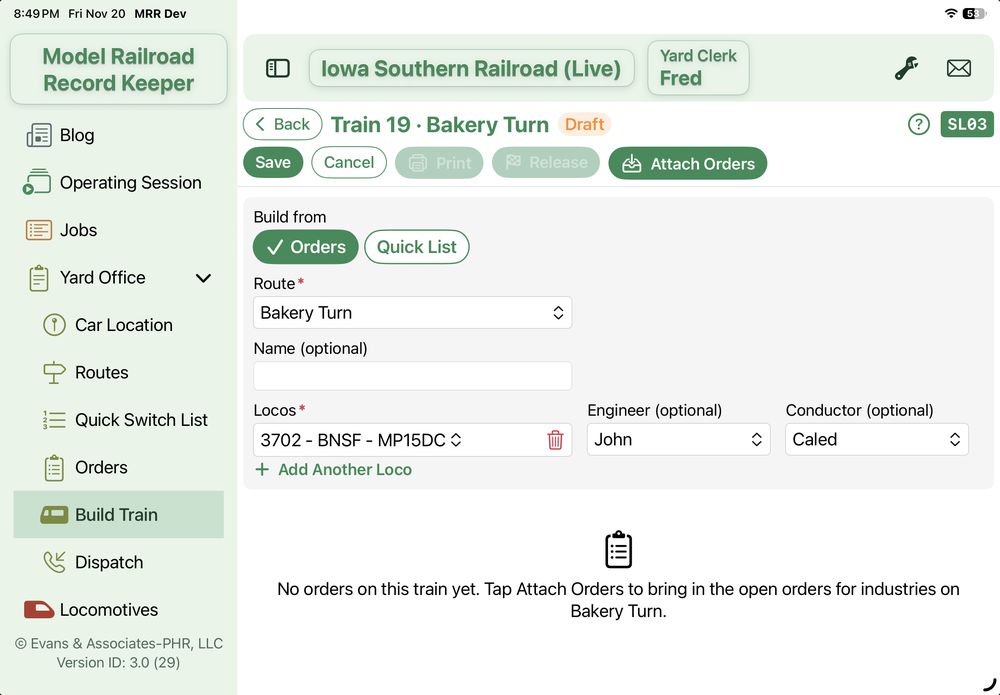 8:49 PM Fri Nov 20 MRR Dev
53
Model Railroad
Record Keeper
Iowa Southern Railroad (Live)
Yard Clerk
Fred
Back
Train 19 · Bakery Turn
Draft
?
SL03
Save
Cancel
Print
Release
Attach Orders
Blog
Operating Session
Jobs
Yard Office
Car Location
Routes
Quick Switch List
Orders
Build Train
Dispatch
Locomotives
© Evans & Associates-PHR, LLC
Version ID: 3.0 (29)
Build from
Orders
Quick List
Route*
Bakery Turn
Name (optional)
Locos*
3702 - BNSF - MP15DC
Engineer (optional)
John
Conductor (optional)
Caled
+ Add Another Loco
No orders on this train yet. Tap Attach Orders to bring in the open orders for industries on
Bakery Turn.